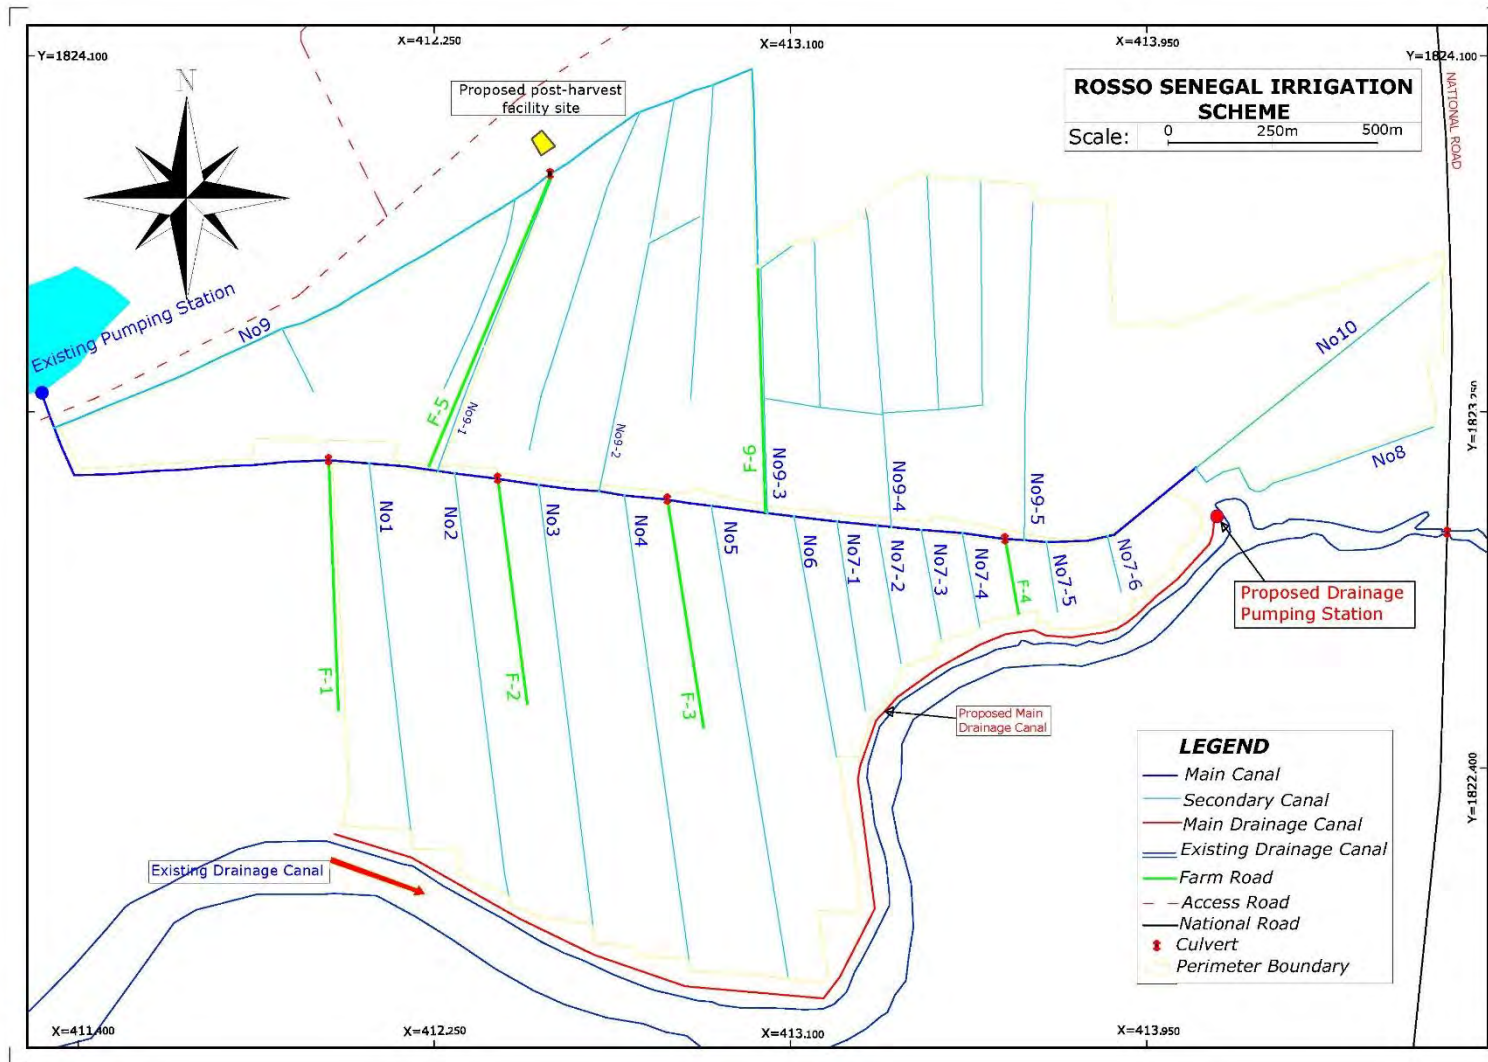 X=412.250
X=413.100
X=413.950
Y=1824.100
Y=1824.100
N
Proposed post-harvest
facility site
ROSSO SENEGAL IRRIGATION
SCHEME
Scale:
0
250m
500m
NATIONAL ROAD
Existing Pumping Station
No9
No10
Y=1823.250
F-5
No9-1
No9-2
F-6
No9-3
No9-4
No9-5
No8
No1
No2
No3
No4
No5
No6
No7-1
No7-2
No7-3
No7-4
F-4
No7-5
No7-6
Proposed Drainage
Pumping Station
F-1
F-2
F-3
Proposed Main
Drainage Canal
Y=1822.400
LEGEND
Main Canal
Secondary Canal
Main Drainage Canal
Existing Drainage Canal
Farm Road
Access Road
National Road
Culvert
Perimeter Boundary
Existing Drainage Canal
X=411.400
X=412.250
X=413.100
X=413.950